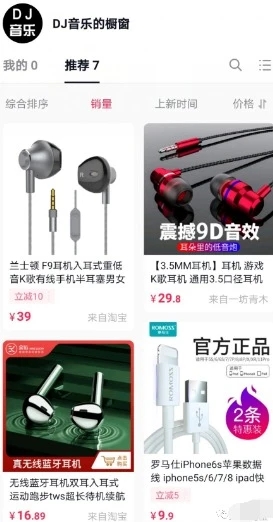 DJ
音乐
DJ音乐的橱窗
我的 0
推荐 7
综合排序
销量
上新时间
价格
兰士顿 F9耳机入耳式重低
音K歌有线手机半耳塞男女
立减10
¥39
来自淘宝
震撼9D音效
耳朵里的低音炮
【3.5MM耳机】耳机 游戏
K歌耳机 通用3.5口径耳机
¥29.8
来自一坊青木
真无线蓝牙耳机
无线蓝牙耳机双耳入耳式
运动跑步tws超长待机续航
¥16.89
来自淘宝
ROMOSS
官方正品
ROMOSS
2条
特惠装
罗马仕iPhone6s苹果数据
线 iphone5s/6/7/8 ipad快
立减5
¥9.9